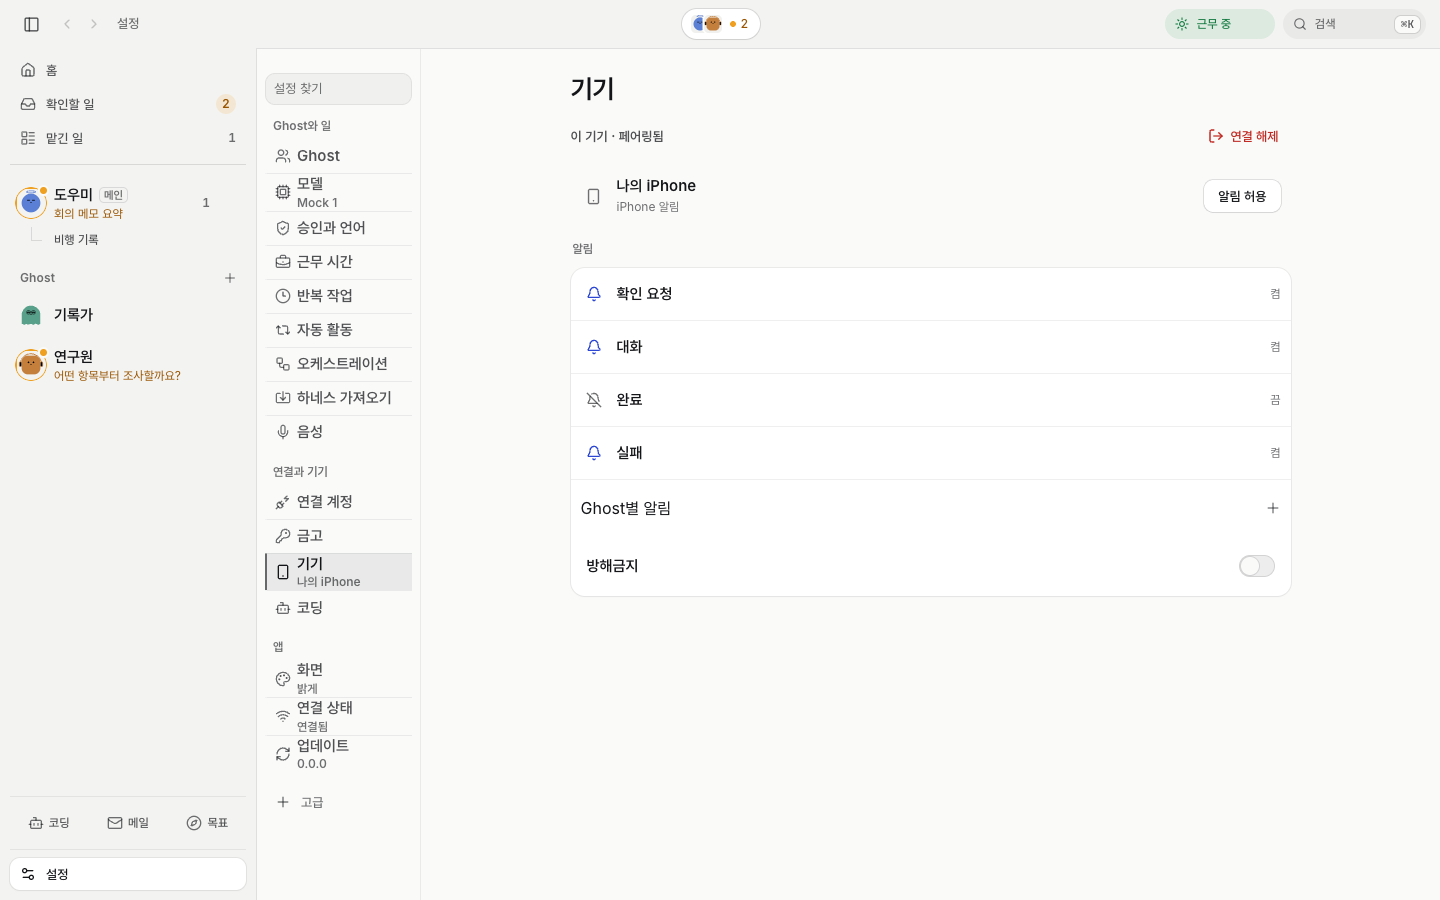 설정
2
근무 중
검색
⌘K
홈
확인할 일
2
맡긴 일
1
도우미
메인
회의 메모 요약
1
비행 기록
Ghost
기록가
연구원
어떤 항목부터 조사할까요?
코딩
메일
목표
설정
설정 찾기
Ghost와 일
Ghost
모델
Mock 1
승인과 언어
근무 시간
반복 작업
자동 활동
오케스트레이션
하네스 가져오기
음성
연결과 기기
연결 계정
금고
기기
나의 iPhone
코딩
앱
화면
밝게
연결 상태
연결됨
업데이트
0.0.0
고급
기기
이 기기 · 페어링됨
연결 해제
나의 iPhone
iPhone 알림
알림 허용
알림
확인 요청
켬
대화
켬
완료
끔
실패
켬
Ghost별 알림
방해금지